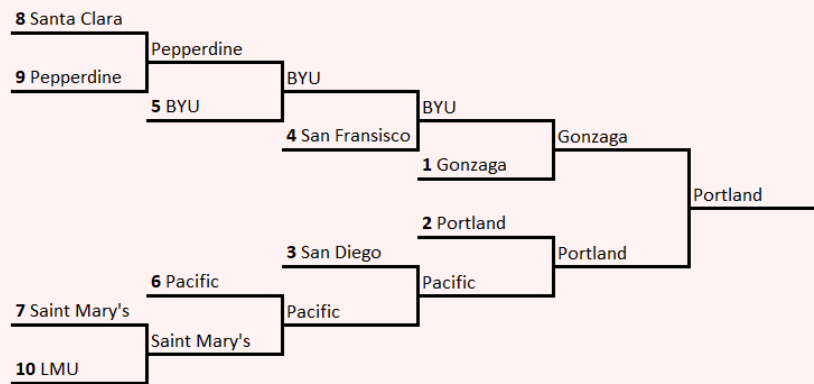 8 Santa Clara
Pepperdine
9 Pepperdine
BYU
5 BYU
BYU
4 San Fransisco
Gonzaga
1 Gonzaga
Portland
2 Portland
3 San Diego
Portland
6 Pacific
Pacific
7 Saint Mary's
Pacific
Saint Mary's
10 LMU